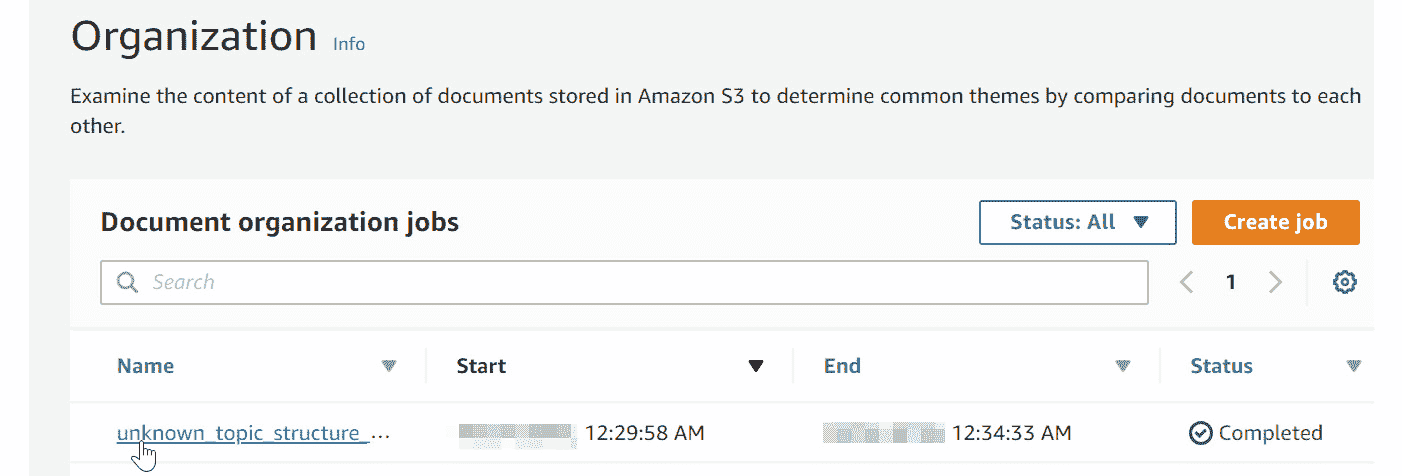 Organization Info
Examine the content of a collection of documents stored in Amazon S3 to determine common themes by comparing documents to each
other.
Document organization jobs Status: All Create job
Search 1
Name Start End Status
unknown_topic_structure_... 12:29:58 AM 12:34:33 AM Completed